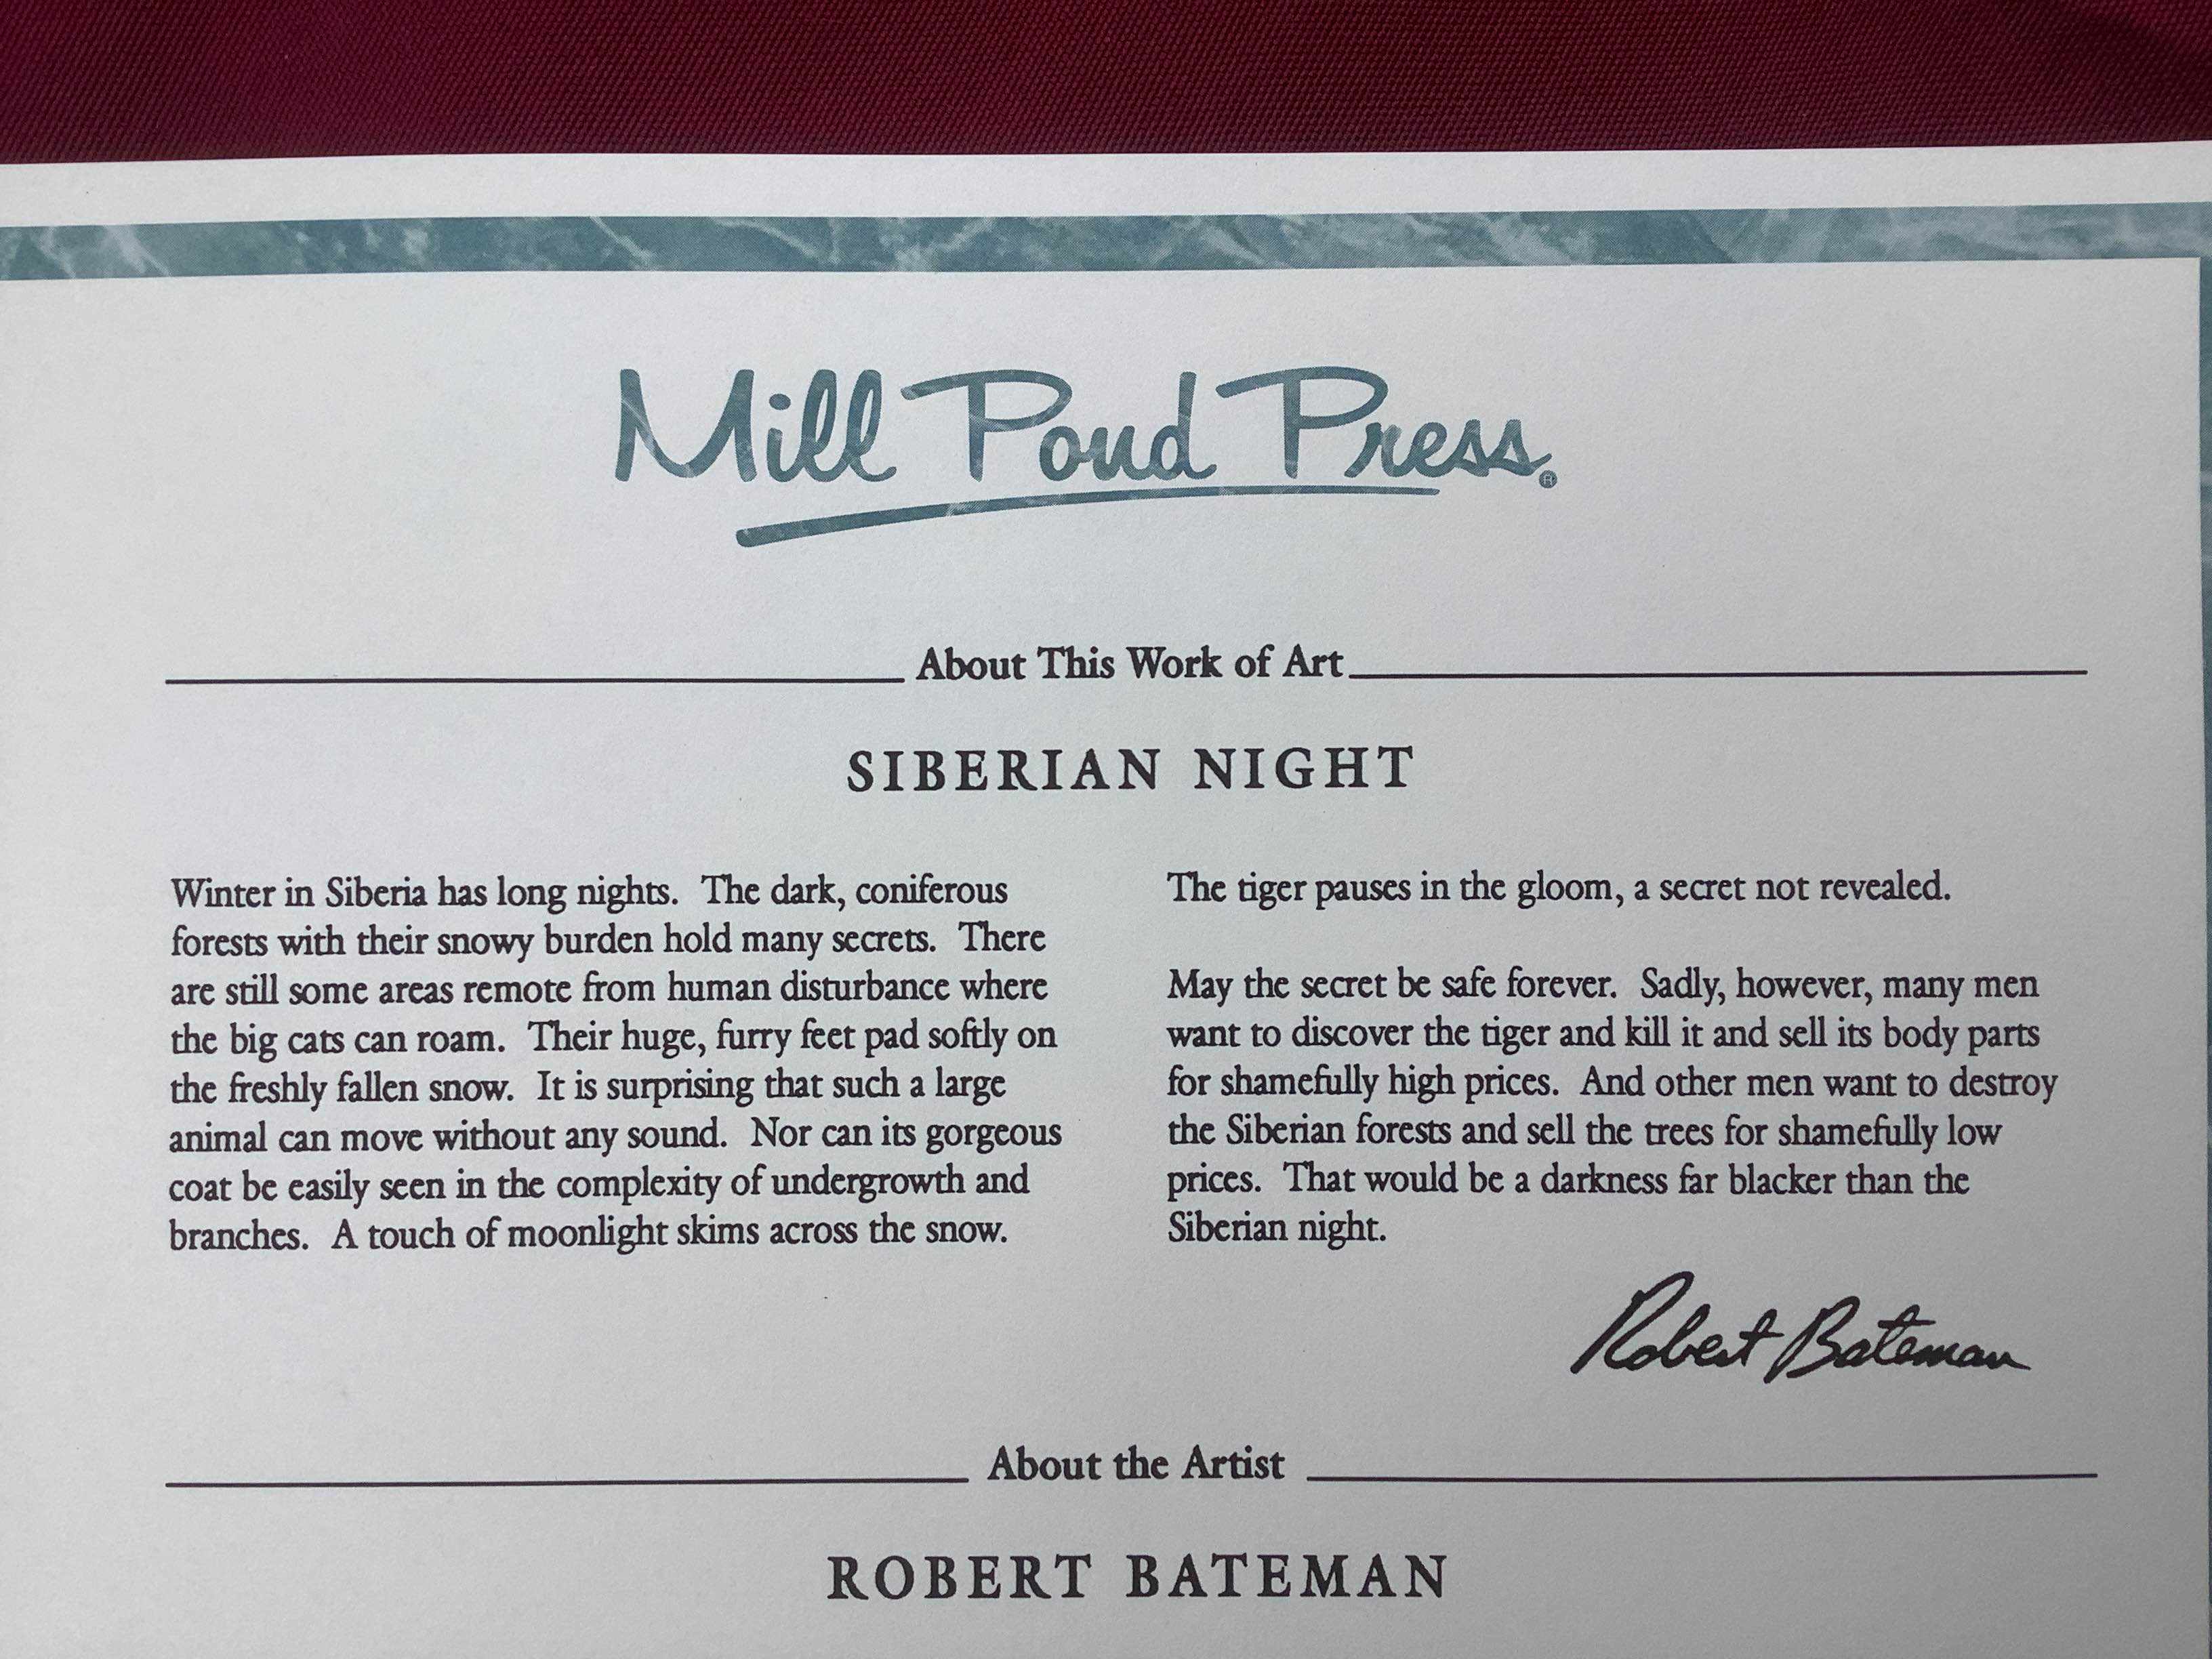 Mill Pond Press®
About This Work of Art
SIBERIAN NIGHT
Winter in Siberia has long nights. The dark, coniferous
forests with their snowy burden hold many secrets. There
are still some areas remote from human disturbance where
the big cats can roam. Their huge, furry feet pad softly on
the freshly fallen snow. It is surprising that such a large
animal can move without any sound. Nor can its gorgeous
coat be easily seen in the complexity of undergrowth and
branches. A touch of moonlight skims across the snow.
The tiger pauses in the gloom, a secret not revealed.
May the secret be safe forever. Sadly, however, many men
want to discover the tiger and kill it and sell its body parts
for shamefully high prices. And other men want to destroy
the Siberian forests and sell the trees for shamefully low
prices. That would be a darkness far blacker than the
Siberian night.
Robert Bateman
About the Artist
ROBERT BATEMAN